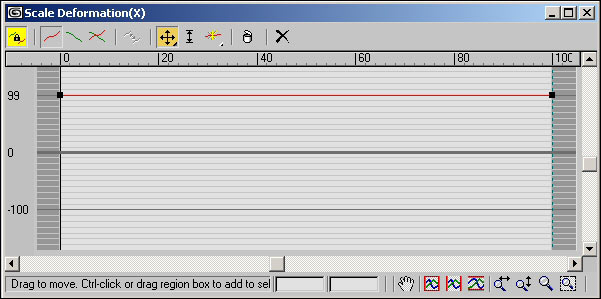 Scale Deformation(X)
0 20 40 60 80 100
99
0
-100
Drag to move. Ctrl-click or drag region box to add to sel